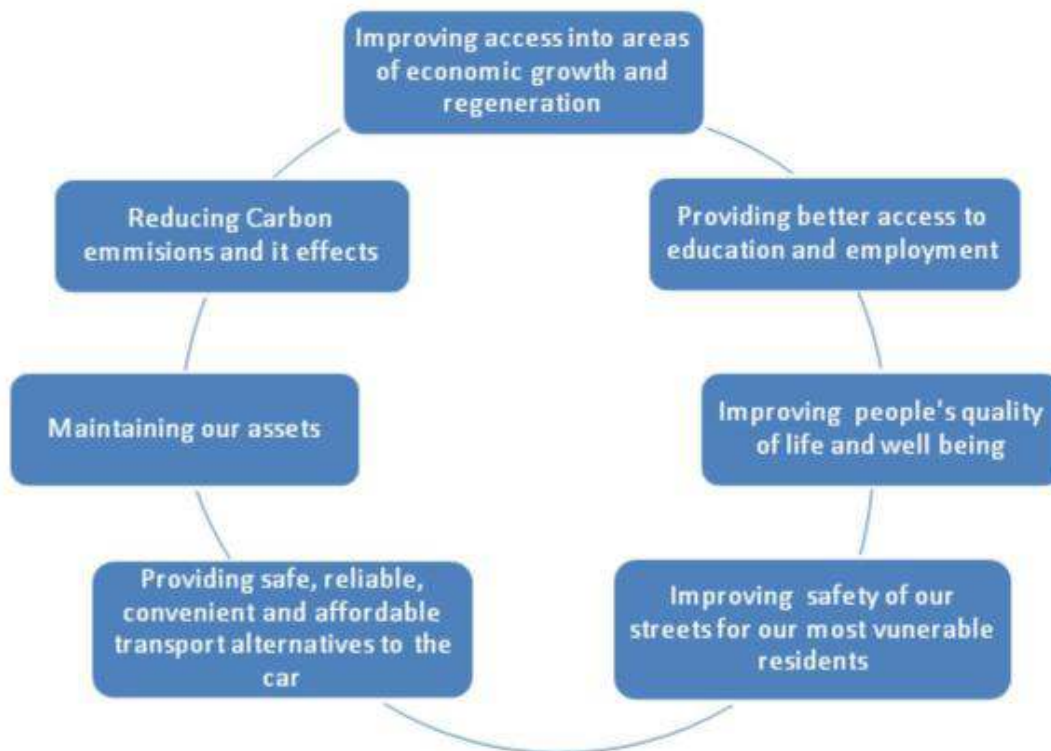 Improving access into areas
of economic growth and
regeneration
Reducing Carbon
emmisions and it effects
Providing better access to
education and employment
Maintaining our assets
Improving people's quality
of life and well being
Providing safe, reliable,
convenient and affordable
transport alternatives to the
car
Improving safety of our
streets for our most vunerable
residents